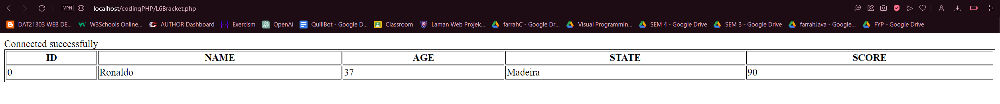 VPN localhost/codingPHP/L6Bracket.php
DAT21303 WEB DE... W3Schools Online... AUTHOR Dashboard Exercism OpenAi QuillBot - Google D... Classroom Laman Web Projek... farrahC - Google Dr... Visual Programmin... SEM 4 - Google Drive SEM 3 - Google Drive farrahJava - Google... FYP - Google Drive
Connected successfully
ID NAME AGE STATE SCORE
0 Ronaldo 37 Madeira 90